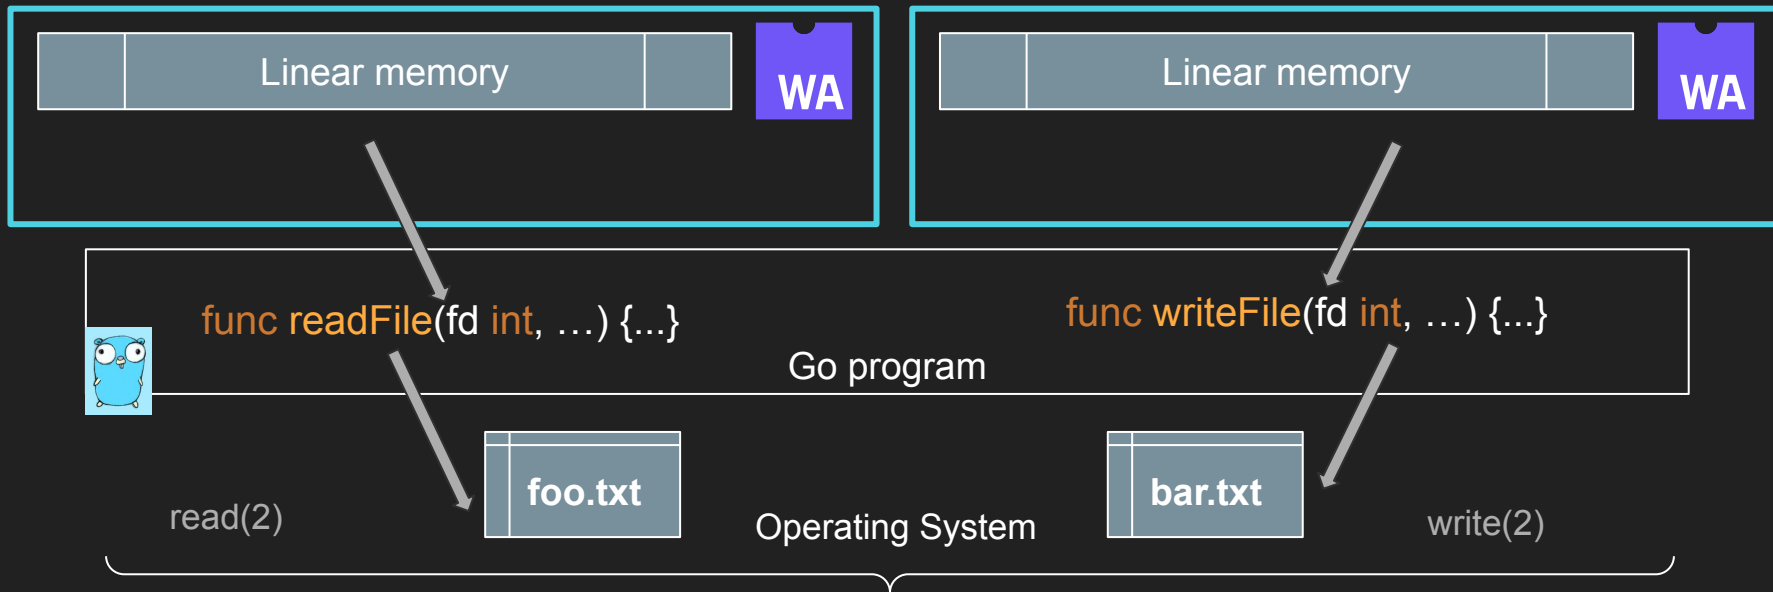 Linear memory
WA
Linear memory
WA
func readFile(fd int, …) {...}
func writeFile(fd int, …) {...}
Go program
foo.txt
bar.txt
read(2)
Operating System
write(2)